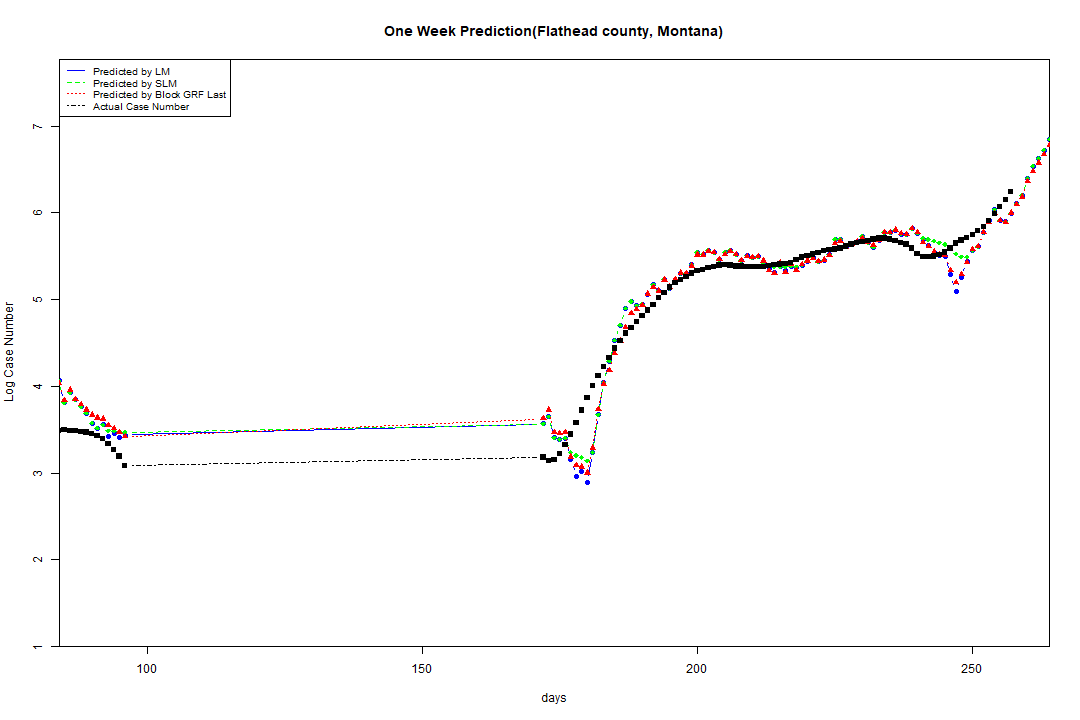 One Week Prediction(Flathead county, Montana)
Predicted by LM
Predicted by SLM
Predicted by Block GRF Last
Actual Case Number
7
6
5
4
3
2
1
Log Case Number
100 150 200 250
days